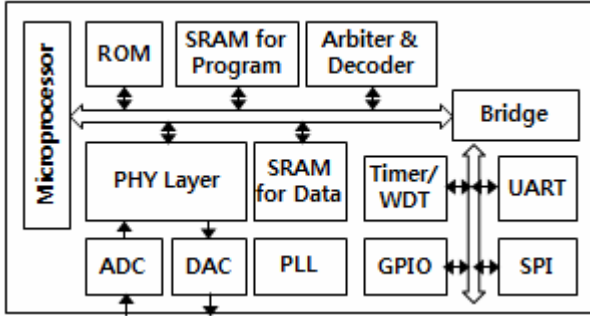 Microprocessor
ROM
SRAM for
Program
Arbiter &
Decoder
Bridge
PHY Layer
SRAM
for Data
Timer/
WDT
UART
ADC
DAC
PLL
GPIO
SPI